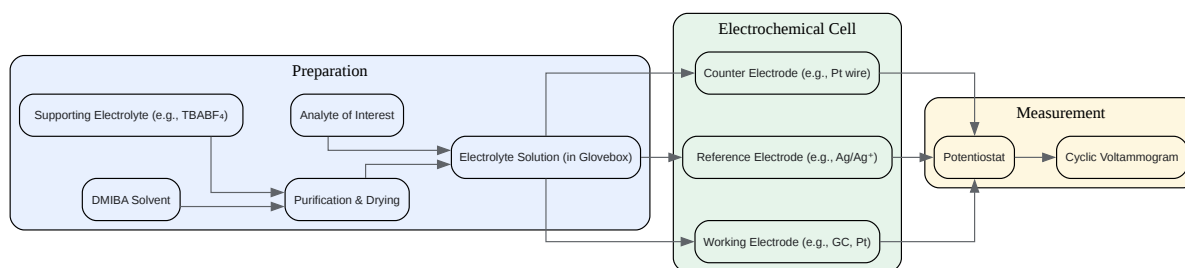 Preparation
Supporting Electrolyte (e.g., TBABF₄)
Analyte of Interest
DMIBA Solvent
Purification & Drying
Electrolyte Solution (in Glovebox)
Electrochemical Cell
Counter Electrode (e.g., Pt wire)
Reference Electrode (e.g., Ag/Ag⁺)
Working Electrode (e.g., GC, Pt)
Measurement
Potentiostat
Cyclic Voltammogram